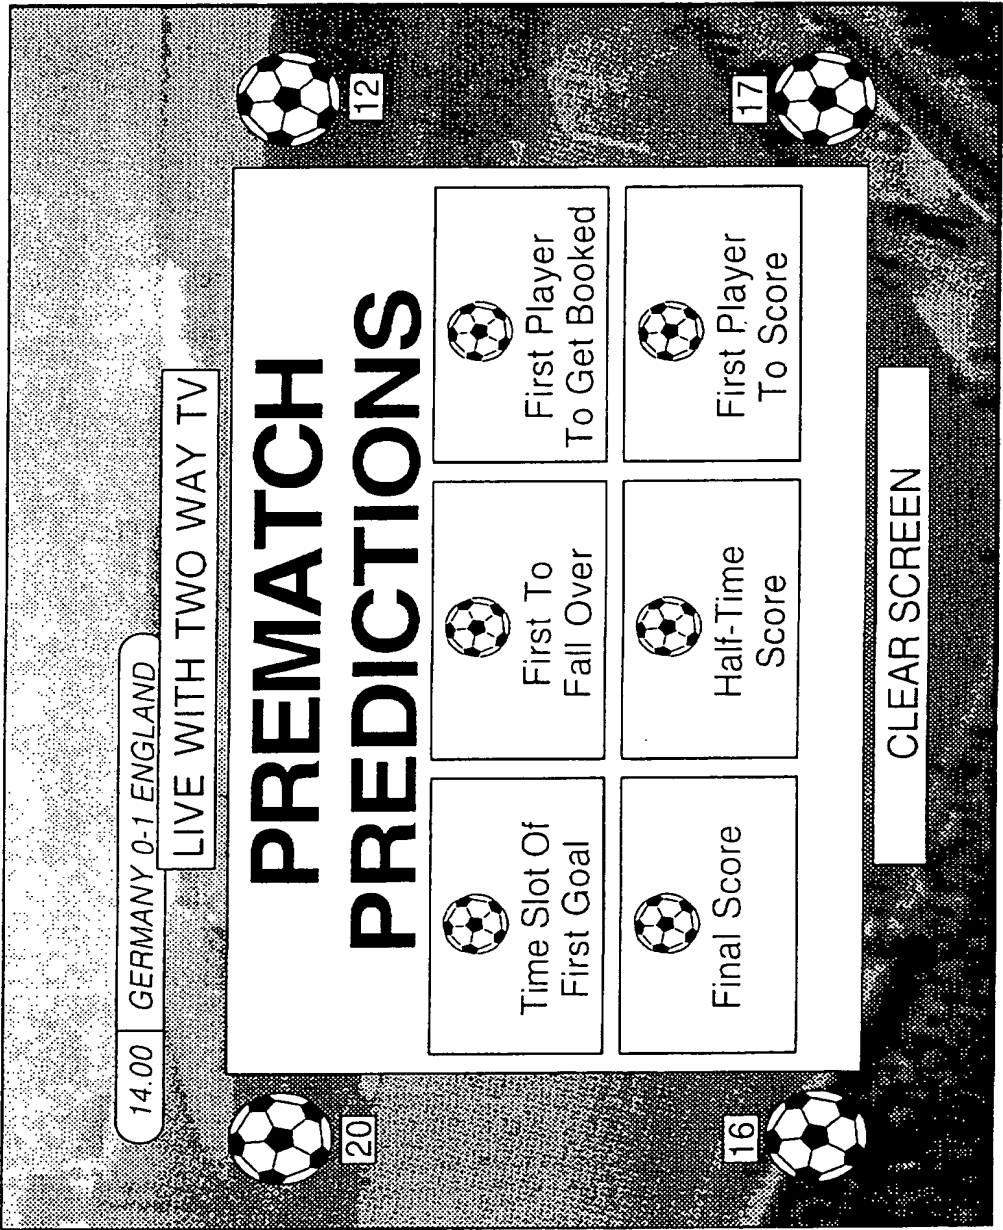 14.00 GERMANY 0-1 ENGLAND
LIVE WITH TWO WAY TV
20
12
PREMATCH
PREDICTIONS
Time Slot Of
First Goal
First To
Fall Over
First Player
To Get Booked
Final Score
Half-Time
Score
First Player
To Score
16
17
CLEAR SCREEN